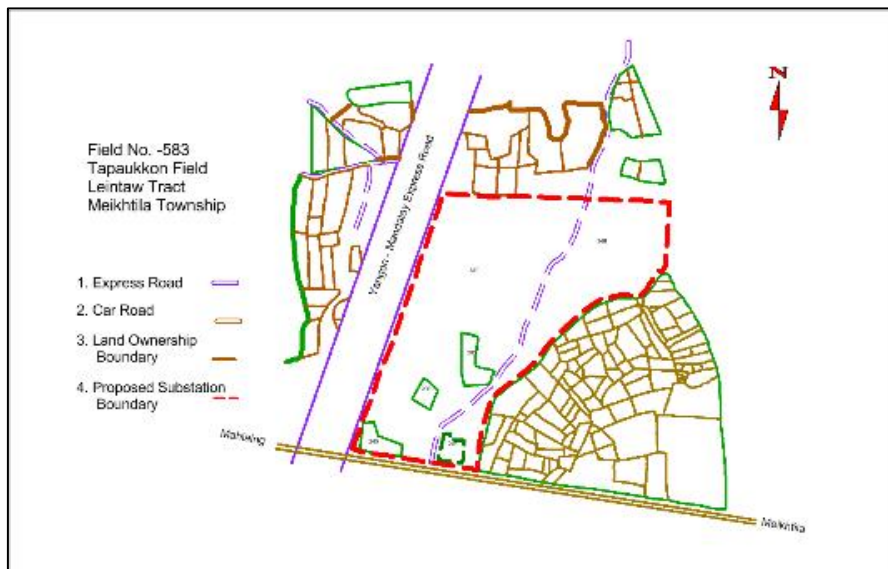 N
Field No. -583
Tapaukkon Field
Leintaw Tract
Meikhtila Township
Yangon - Mandalay Express Road
1. Express Road
2. Car Road
3. Land Ownership
Boundary
4. Proposed Substation
Boundary
Mahlaing
Meikhtila